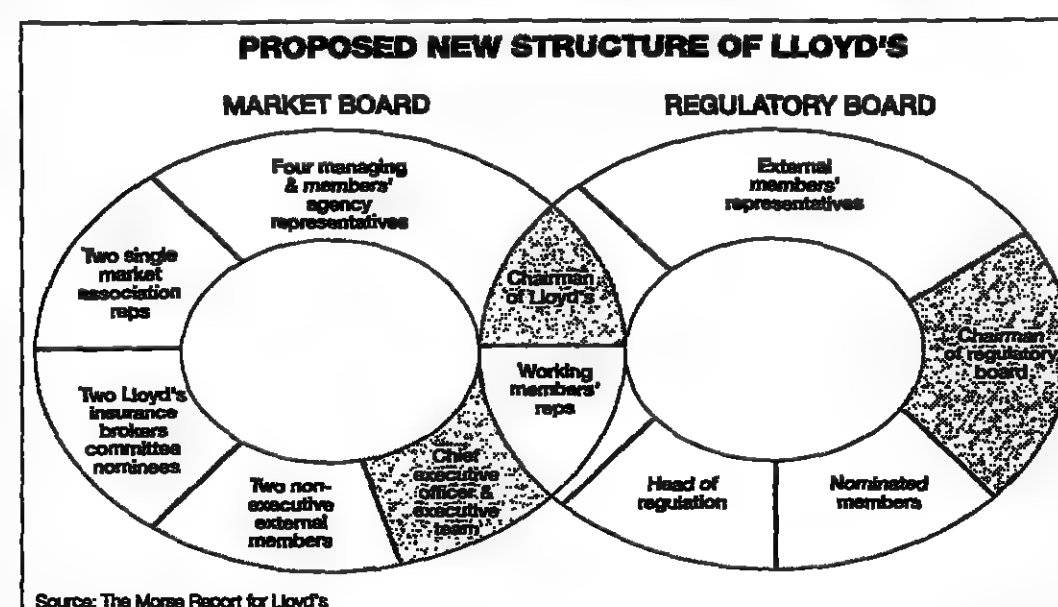 PROPOSED NEW STRUCTURE OF LLOYD'S
MARKET BOARD
Four managing
& members'
agency
representatives
Two single
market
association
reps
Two Lloyd's
insurance
brokers
committee
nominees
Two non-
executive
external
members
Chief
executive
officer &
executive
team
Chairman
of Lloyd's
Working
members'
reps
REGULATORY BOARD
External
members'
representatives
Chairman
of regulatory
board
Head of
regulation
Nominated
members
Source: The Morse Report for Lloyd's